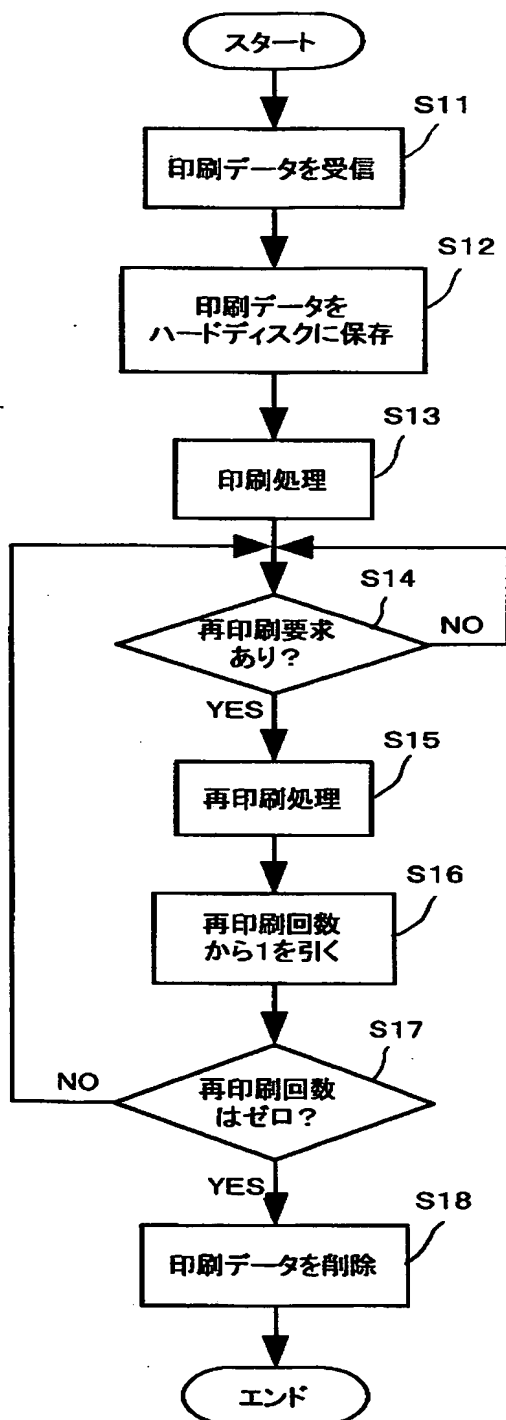 スタート
S11
印刷データを受信
S12
印刷データを
ハードディスクに保存
S13
印刷処理
S14
再印刷要求
あり?
NO
YES
S15
再印刷処理
S16
再印刷回数
から1を引く
S17
再印刷回数
はゼロ?
NO
YES
S18
印刷データを削除
エンド